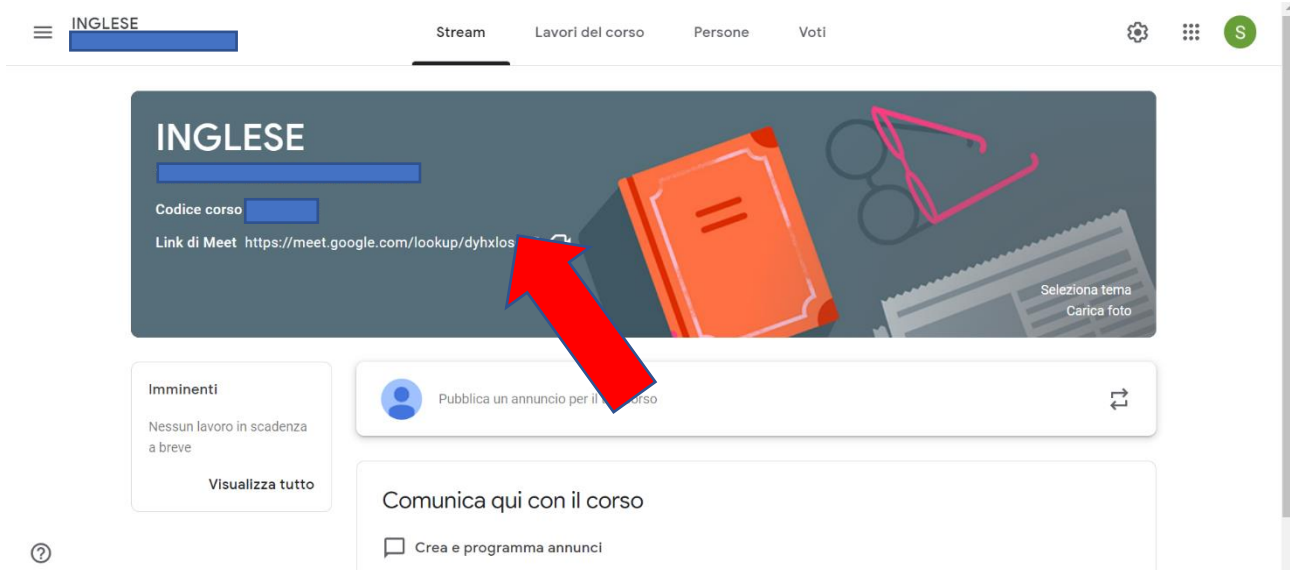 INGLESE
Stream Lavori del corso Persone Voti
S
INGLESE
Codice corso
Link di Meet https://meet.google.com/lookup/dyhxlos
Seleziona tema
Carica foto
Imminenti
Nessun lavoro in scadenza
a breve
Visualizza tutto
Pubblica un annuncio per il
Comunica qui con il corso
Crea e programma annunci